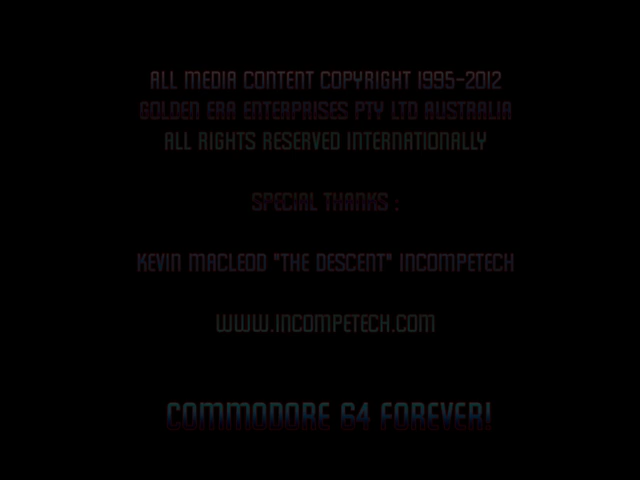 ALL MEDIA CONTENT COPYRIGHT 1995-2012
GOLDEN ERA ENTERPRISES PTY LTD AUSTRALIA
ALL RIGHTS RESERVED INTERNATIONALLY
SPECIAL THANKS :
KEVIN MACLEOD "THE DESCENT" INCOMPETECH
WWW.INCOMPETECH.COM
COMMODORE 64 FOREVER!